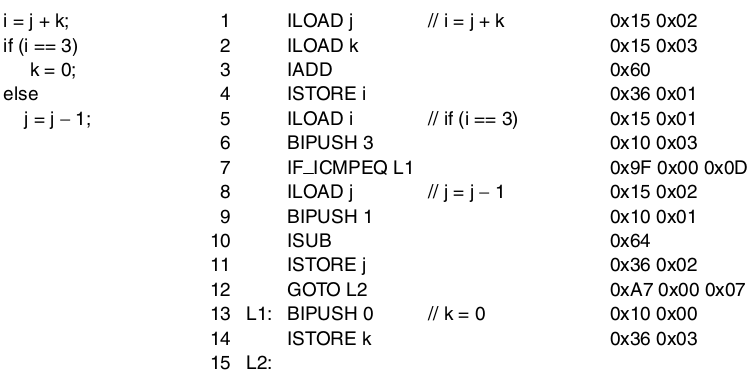 i = j + k; 1 ILOAD j // i = j + k 0x15 0x02
if (i == 3) 2 ILOAD k 0x15 0x03
k = 0; 3 IADD 0x60
else 4 ISTORE i 0x36 0x01
j = j – 1; 5 ILOAD i // if (i == 3) 0x15 0x01
6 BIPUSH 3 0x10 0x03
7 IF_ICMPEQ L1 0x9F 0x00 0x0D
8 ILOAD j // j = j – 1 0x15 0x02
9 BIPUSH 1 0x10 0x01
10 ISUB 0x64
11 ISTORE j 0x36 0x02
12 GOTO L2 0xA7 0x00 0x07
13 L1: BIPUSH 0 // k = 0 0x10 0x00
14 ISTORE k 0x36 0x03
15 L2: